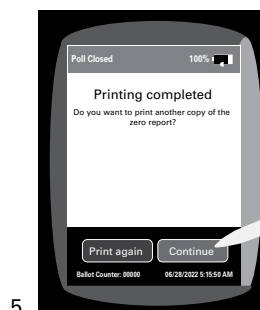 Poll Closed 100%
Printing completed
Do you want to print another copy of the
zero report?
Print again Continue
Ballot Counter: 00000 06/28/2022 5:15:50 AM
5